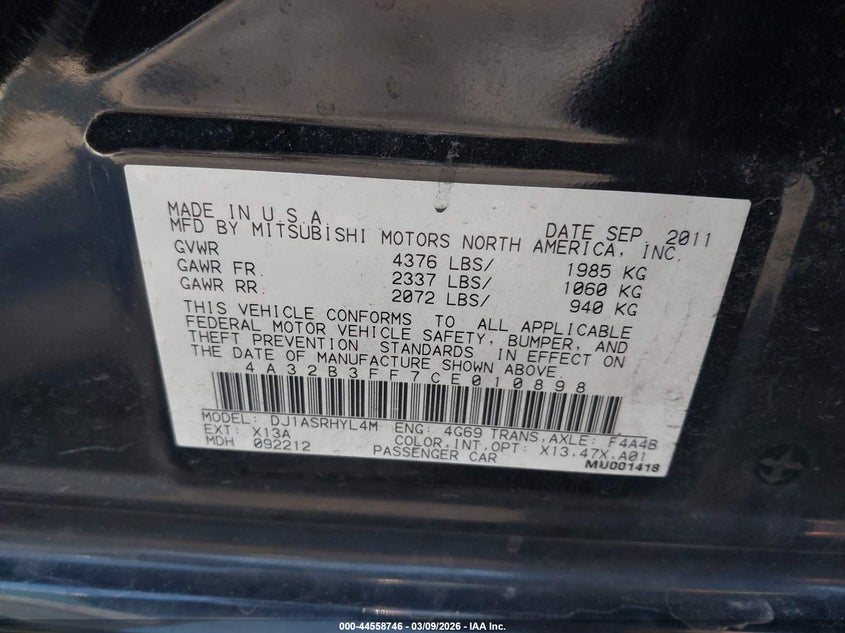 MADE IN U.S.A. DATE SEP. 2011
MFD BY MITSUBISHI MOTORS NORTH AMERICA, INC.
GVWR 4376 LBS/ 1985 KG
GAWR FR. 2337 LBS/ 1060 KG
GAWR RR. 2072 LBS/ 940 KG
THIS VEHICLE CONFORMS TO ALL APPLICABLE
FEDERAL MOTOR VEHICLE SAFETY, BUMPER, AND
THEFT PREVENTION STANDARDS IN EFFECT ON
THE DATE OF MANUFACTURE SHOWN ABOVE.
4A32B3FF7CE010898
MODEL: DJ1ASRHYL4M ENG: 4G69 TRANS,AXLE: F4A4B
EXT: X13A COLOR,INT,OPT: X13,47X,A01
MDH 092212 PASSENGER CAR
MU001418
000-44558746 - 03/09/2026 - IAA Inc.